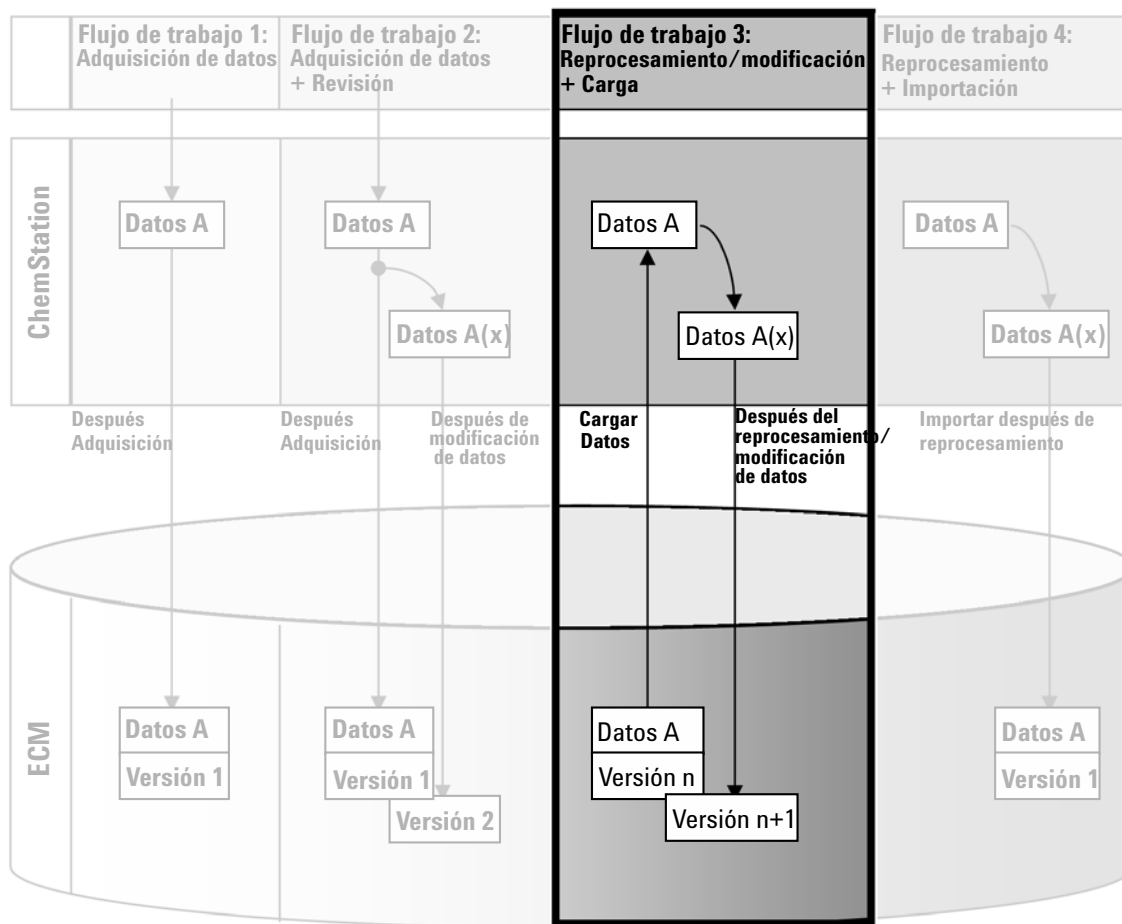 Flujo de trabajo 1:
Adquisición de datos
Flujo de trabajo 2:
Adquisición de datos
+ Revisión
Flujo de trabajo 3:
Reprocesamiento/modificación
+ Carga
Flujo de trabajo 4:
Reprocesamiento
+ Importación
ChemStation
Datos A
Datos A
Datos A(x)
Datos A
Datos A(x)
Datos A
Datos A(x)
Después
Adquisición
Después
Adquisición
Después de
modificación
de datos
Cargar
Datos
Después del
reprocesamiento/
modificación
de datos
Importar después de
reprocesamiento
ECM
Datos A
Versión 1
Datos A
Versión 1
Versión 2
Datos A
Versión n
Versión n+1
Datos A
Versión 1